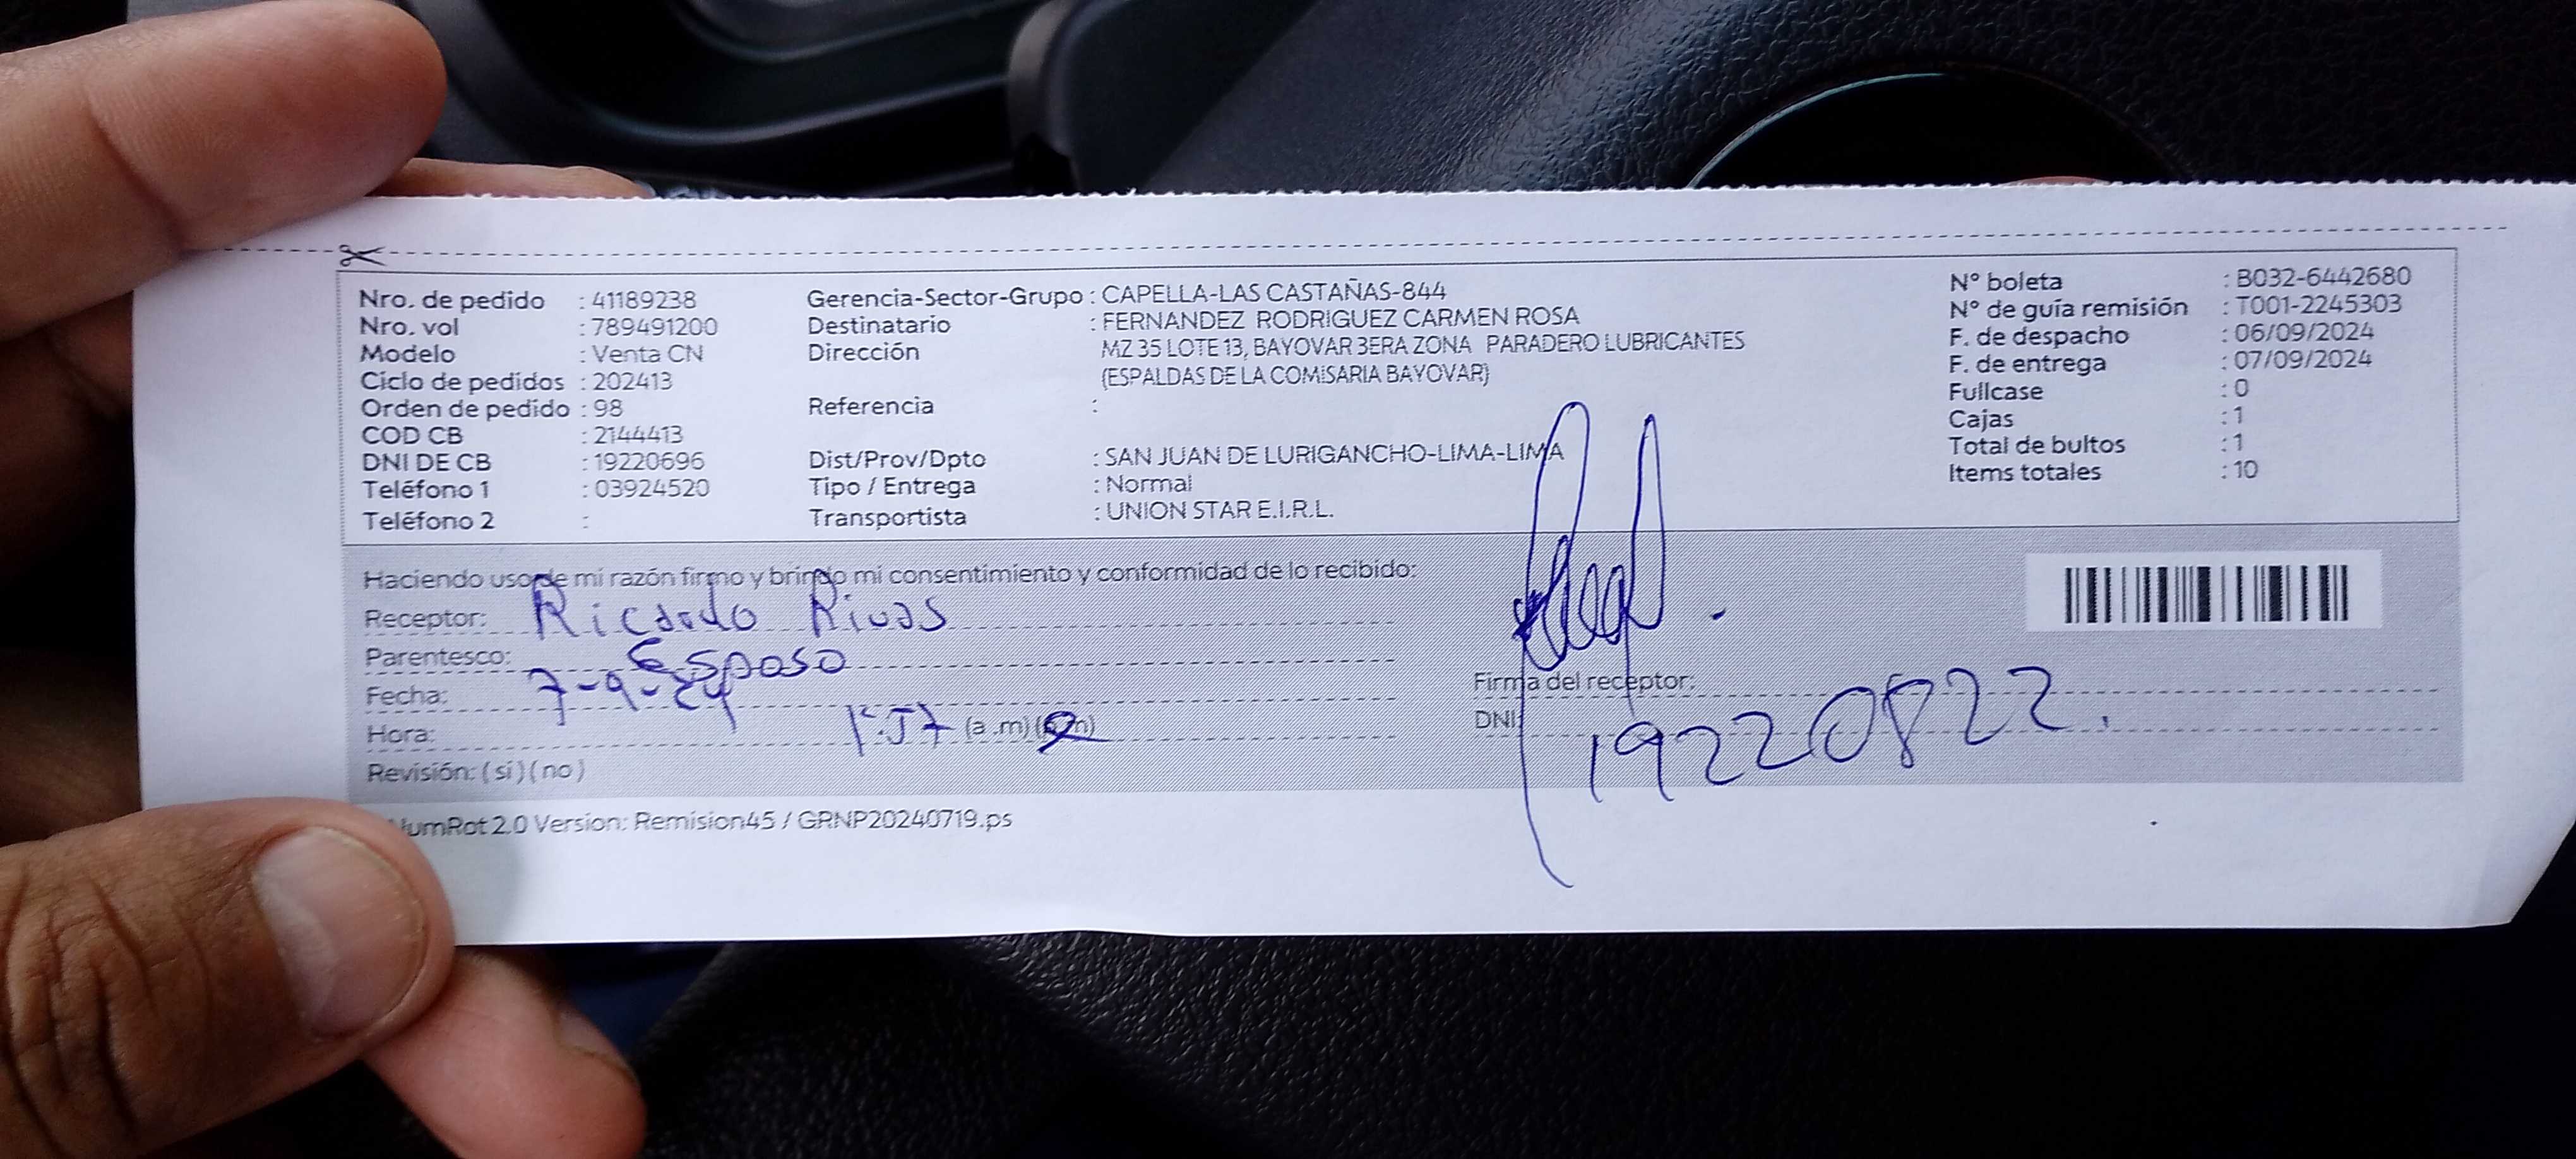 Nro. de pedido : 41189238
Nro. vol : 789491200
Modelo : Venta CN
Ciclo de pedidos : 202413
Orden de pedido : 98
COD CB : 2144413
DNI DE CB : 19220696
Teléfono 1 : 03924520
Teléfono 2 :
Gerencia-Sector-Grupo : CAPELLA-LAS CASTAÑAS-844
Destinatario : FERNANDEZ RODRIGUEZ CARMEN ROSA
Dirección MZ 35 LOTE 13, BAYOVAR 3ERA ZONA PARADERO LUBRICANTES
(ESPALDAS DE LA COMISARIA BAYOVAR)
Referencia :
Dist/Prov/Dpto : SAN JUAN DE LURIGANCHO-LIMA-LIMA
Tipo / Entrega : Normal
Transportista : UNION STAR E.I.R.L.
N° boleta : B032-6442680
N° de guía remisión : T001-2245303
F. de despacho : 06/09/2024
F. de entrega : 07/09/2024
Fullcase : 0
Cajas : 1
Total de bultos : 1
Items totales : 10
Haciendo uso de mi razón firmo y brindo mi consentimiento y conformidad de lo recibido:
Receptor: Ricardo Rivas
Parentesco: Esposo
Fecha: 7-9-24
Hora: (a.m) (p.m)
Revisión: (si) (no)
Firma del receptor:
DNI: 19220822.
NumRot 2.0 Version: Remision45 / GRNP20240719.ps